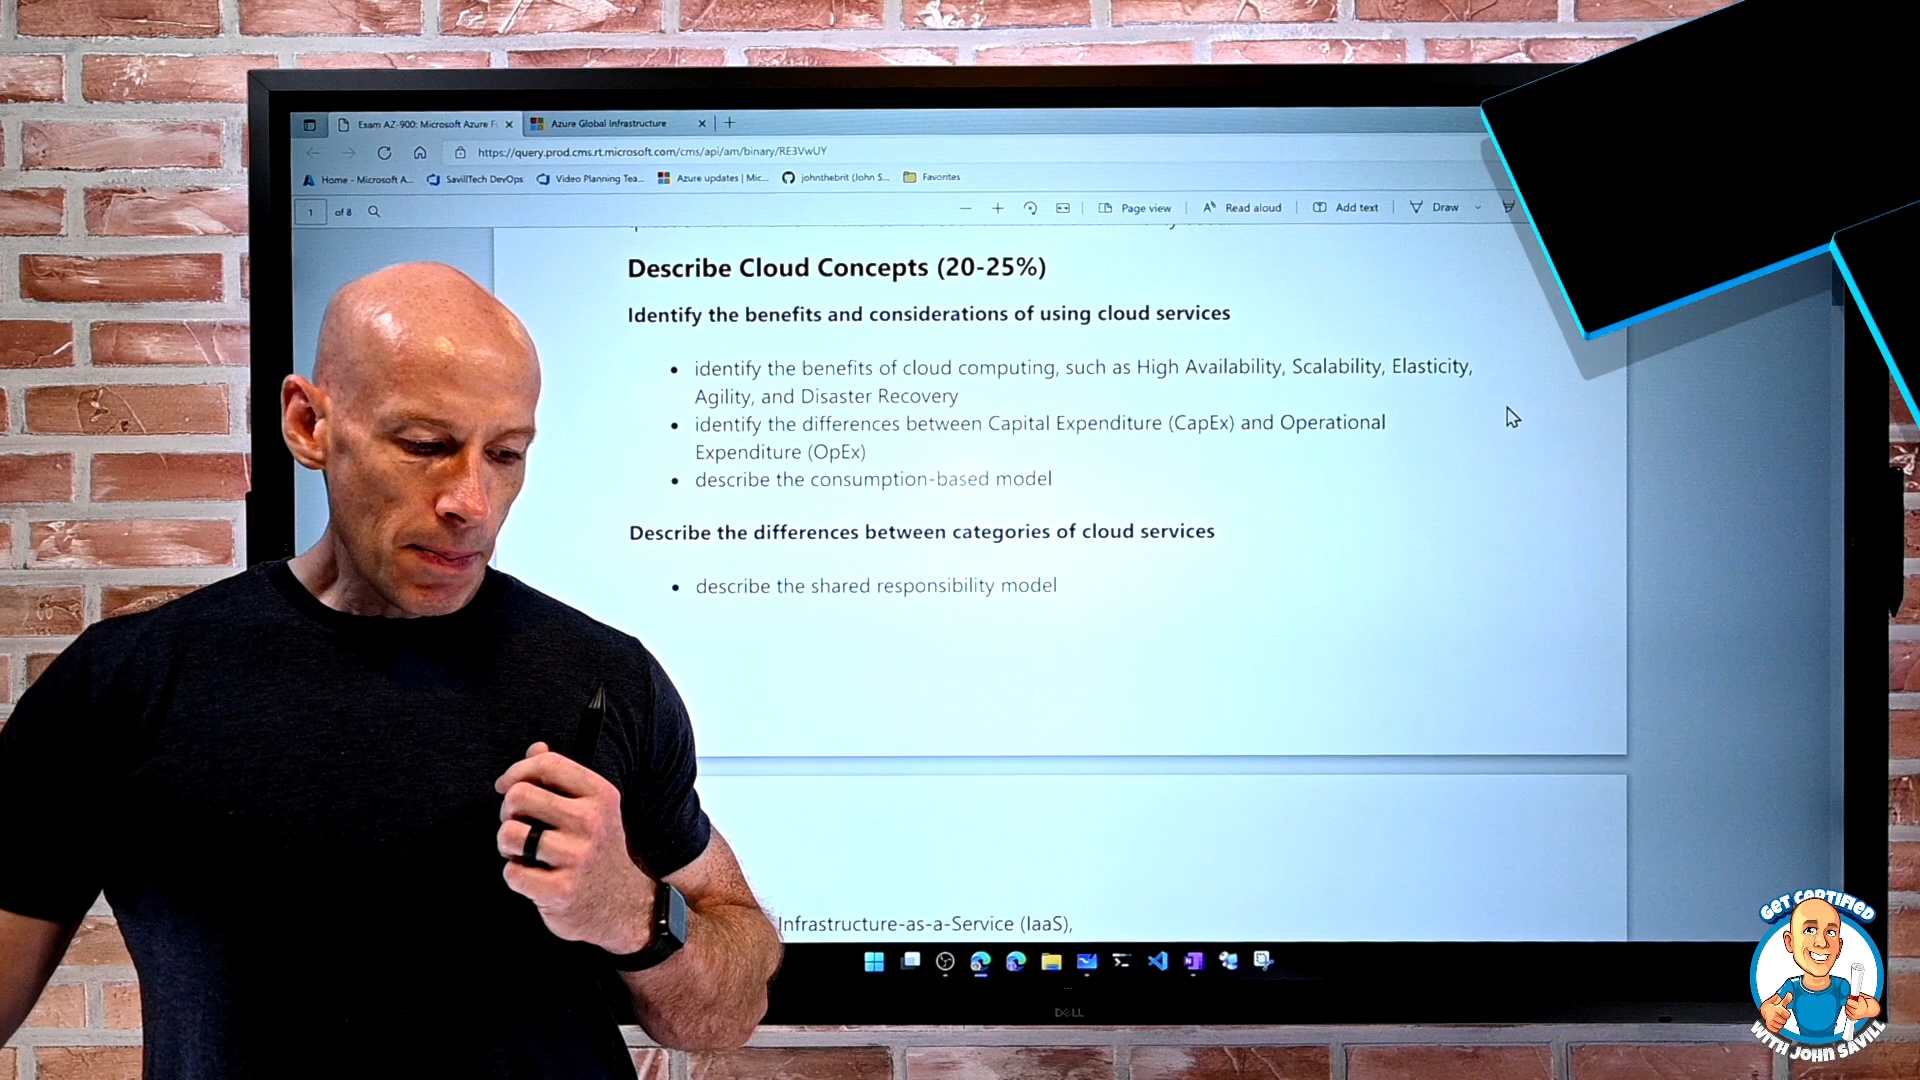 Exam AZ-900: Microsoft Azure F
Azure Global Infrastructure
https://query.prod.cms.rt.microsoft.com/cms/api/am/binary/RE3VwUY
Home - Microsoft A...
SavillTech DevOps
Video Planning Tea...
Azure updates | Mic...
johnthebrit (John S...
Favorites
1 of 8
Page view
Read aloud
Add text
Draw
Describe Cloud Concepts (20-25%)
Identify the benefits and considerations of using cloud services
• identify the benefits of cloud computing, such as High Availability, Scalability, Elasticity,
Agility, and Disaster Recovery
• identify the differences between Capital Expenditure (CapEx) and Operational
Expenditure (OpEx)
• describe the consumption-based model
Describe the differences between categories of cloud services
• describe the shared responsibility model
Infrastructure-as-a-Service (IaaS),
DELL
GET CERTIFIED
WITH JOHN SAVILL